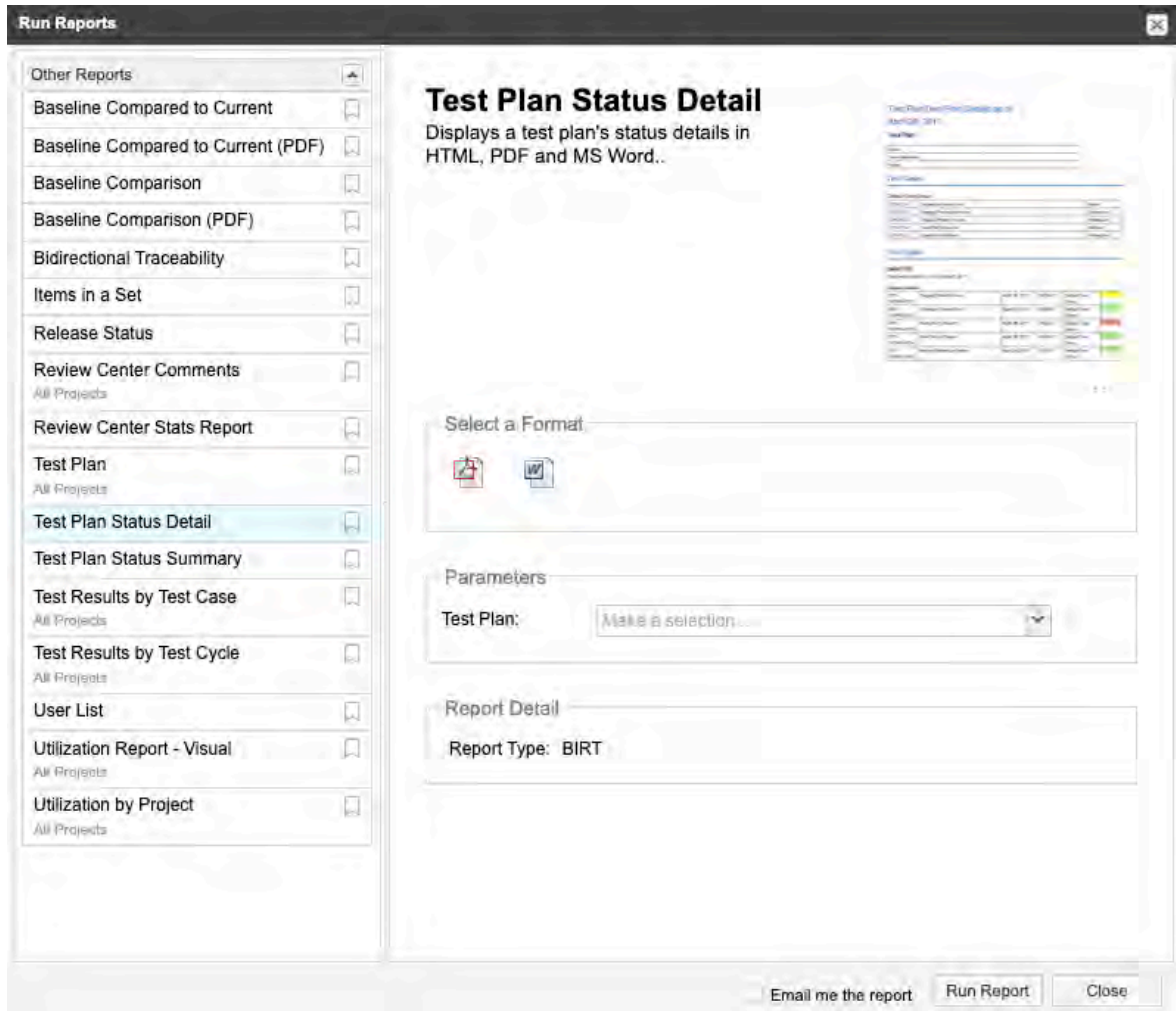 Run Reports
Other Reports
Baseline Compared to Current
Baseline Compared to Current (PDF)
Baseline Comparison
Baseline Comparison (PDF)
Bidirectional Traceability
Items in a Set
Release Status
Review Center Comments
All Projects
Review Center Stats Report
Test Plan
All Projects
Test Plan Status Detail
Test Plan Status Summary
Test Results by Test Case
All Projects
Test Results by Test Cycle
All Projects
User List
Utilization Report - Visual
All Projects
Utilization by Project
All Projects
Test Plan Status Detail
Displays a test plan's status details in
HTML, PDF and MS Word..
Select a Format
Parameters
Test Plan:
Make a selection...
Report Detail
Report Type: BIRT
Email me the report
Run Report
Close